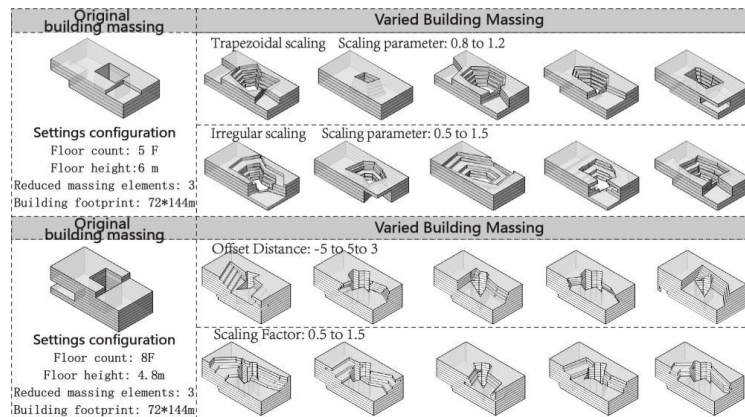 Original
building massing
Varied Building Massing
Trapezoidal scaling Scaling parameter: 0.8 to 1.2
Settings configuration
Floor count: 5 F
Floor height:6 m
Reduced massing elements: 3
Building footprint: 72*144m
Irregular scaling Scaling parameter: 0.5 to 1.5
Original
building massing
Varied Building Massing
Offset Distance: -5 to 5to 3
Settings configuration
Floor count: 8F
Floor height: 4.8m
Reduced massing elements: 3
Building footprint: 72*144m
Scaling Factor: 0.5 to 1.5